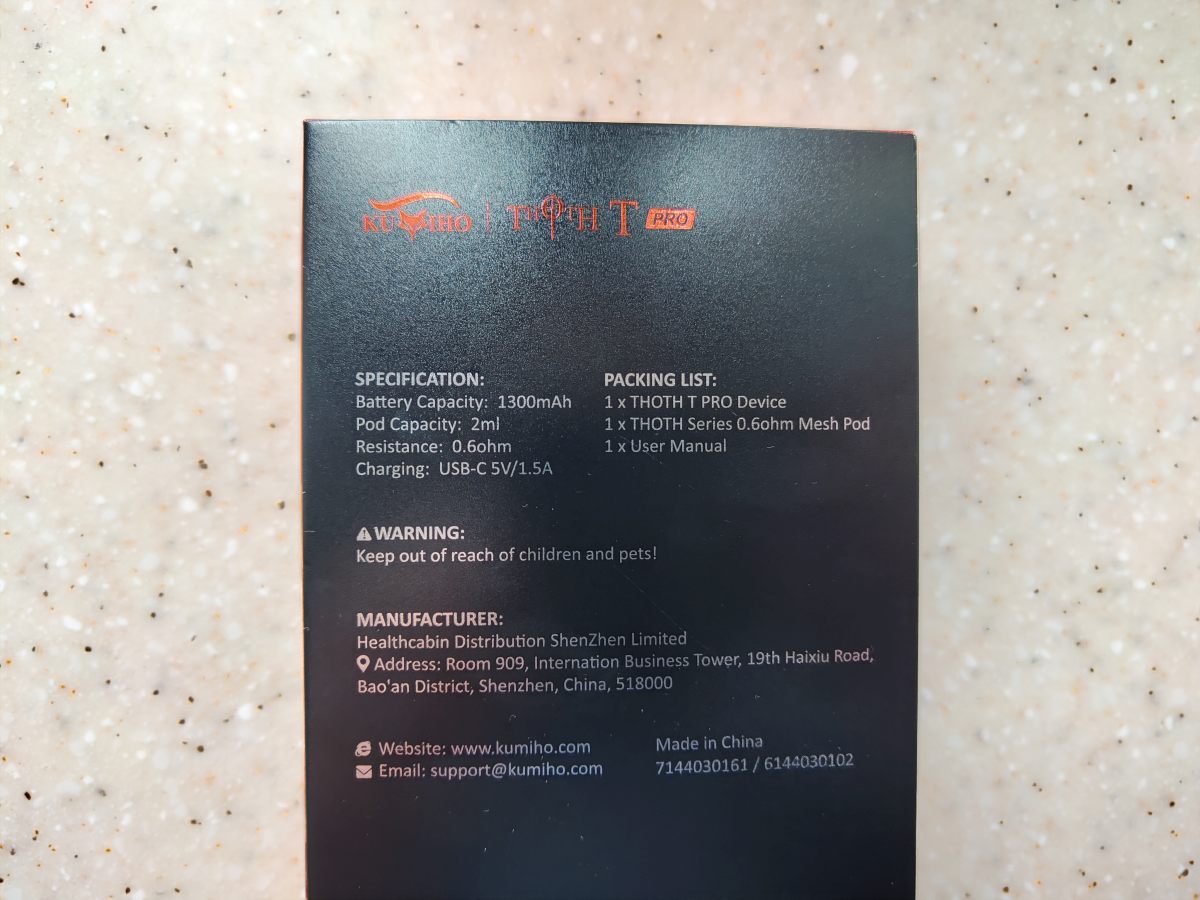 KUMIHO | THOTH T PRO
SPECIFICATION:
Battery Capacity: 1300mAh
Pod Capacity: 2ml
Resistance: 0.6ohm
Charging: USB-C 5V/1.5A
PACKING LIST:
1 x THOTH T PRO Device
1 x THOTH Series 0.6ohm Mesh Pod
1 x User Manual
WARNING:
Keep out of reach of children and pets!
MANUFACTURER:
Healthcabin Distribution ShenZhen Limited
Address: Room 909, Internation Business Tower, 19th Haixiu Road,
Bao'an District, Shenzhen, China, 518000
Website: www.kumiho.com
Email: support@kumiho.com
Made in China
7144030161 / 6144030102